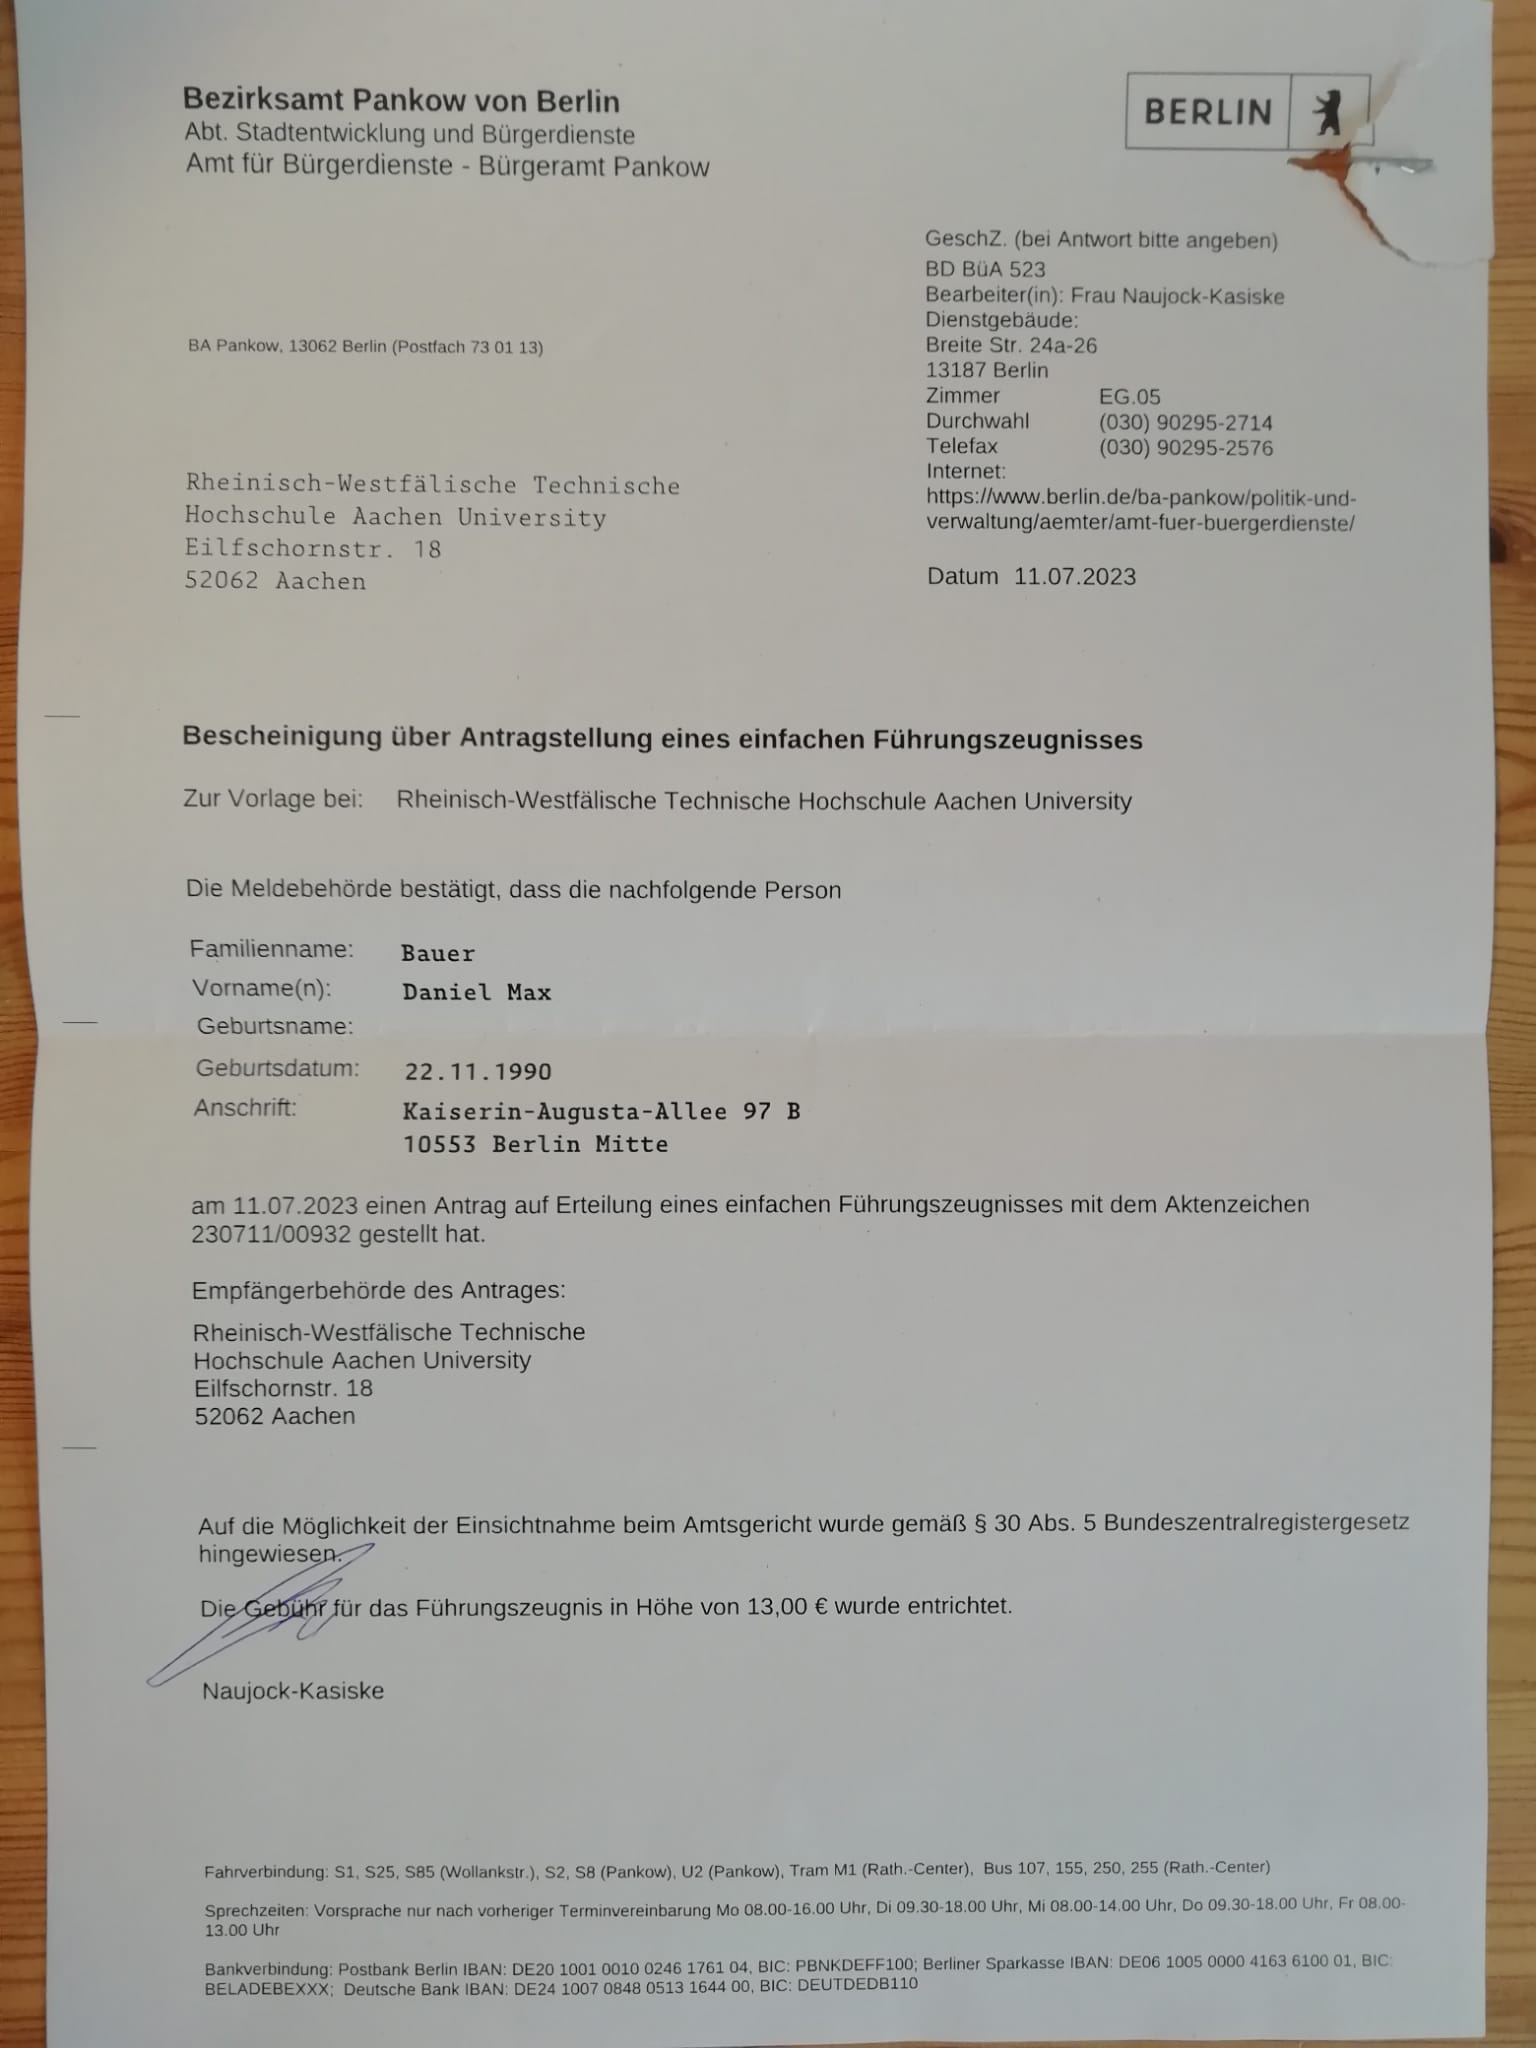 Bezirksamt Pankow von Berlin
Abt. Stadtentwicklung und Bürgerdienste
Amt für Bürgerdienste - Bürgeramt Pankow
BERLIN
GeschZ. (bei Antwort bitte angeben)
BD BüA 523
Bearbeiter(in): Frau Naujock-Kasiske
Dienstgebäude:
Breite Str. 24a-26
13187 Berlin
Zimmer EG.05
Durchwahl (030) 90295-2714
Telefax (030) 90295-2576
Internet:
https://www.berlin.de/ba-pankow/politik-und-
verwaltung/aemter/amt-fuer-buergerdienste/
Datum 11.07.2023
BA Pankow, 13062 Berlin (Postfach 73 01 13)
Rheinisch-Westfälische Technische
Hochschule Aachen University
Eilfschornstr. 18
52062 Aachen
Bescheinigung über Antragstellung eines einfachen Führungszeugnisses
Zur Vorlage bei: Rheinisch-Westfälische Technische Hochschule Aachen University
Die Meldebehörde bestätigt, dass die nachfolgende Person
Familienname: Bauer
Vorname(n): Daniel Max
Geburtsname:
Geburtsdatum: 22.11.1990
Anschrift: Kaiserin-Augusta-Allee 97 B
10553 Berlin Mitte
am 11.07.2023 einen Antrag auf Erteilung eines einfachen Führungszeugnisses mit dem Aktenzeichen
230711/00932 gestellt hat.
Empfängerbehörde des Antrages:
Rheinisch-Westfälische Technische
Hochschule Aachen University
Eilfschornstr. 18
52062 Aachen
Auf die Möglichkeit der Einsichtnahme beim Amtsgericht wurde gemäß § 30 Abs. 5 Bundeszentralregistergesetz
hingewiesen.
Die Gebühr für das Führungszeugnis in Höhe von 13,00 € wurde entrichtet.
Naujock-Kasiske
Fahrverbindung: S1, S25, S85 (Wollankstr.), S2, S8 (Pankow), U2 (Pankow), Tram M1 (Rath.-Center), Bus 107, 155, 250, 255 (Rath.-Center)
Sprechzeiten: Vorsprache nur nach vorheriger Terminvereinbarung Mo 08.00-16.00 Uhr, Di 09.30-18.00 Uhr, Mi 08.00-14.00 Uhr, Do 09.30-18.00 Uhr, Fr 08.00-
13.00 Uhr
Bankverbindung: Postbank Berlin IBAN: DE20 1001 0010 0246 1761 04, BIC: PBNKDEFF100; Berliner Sparkasse IBAN: DE06 1005 0000 4163 6100 01, BIC:
BELADEBEXXX; Deutsche Bank IBAN: DE24 1007 0848 0513 1644 00, BIC: DEUTDEDB110